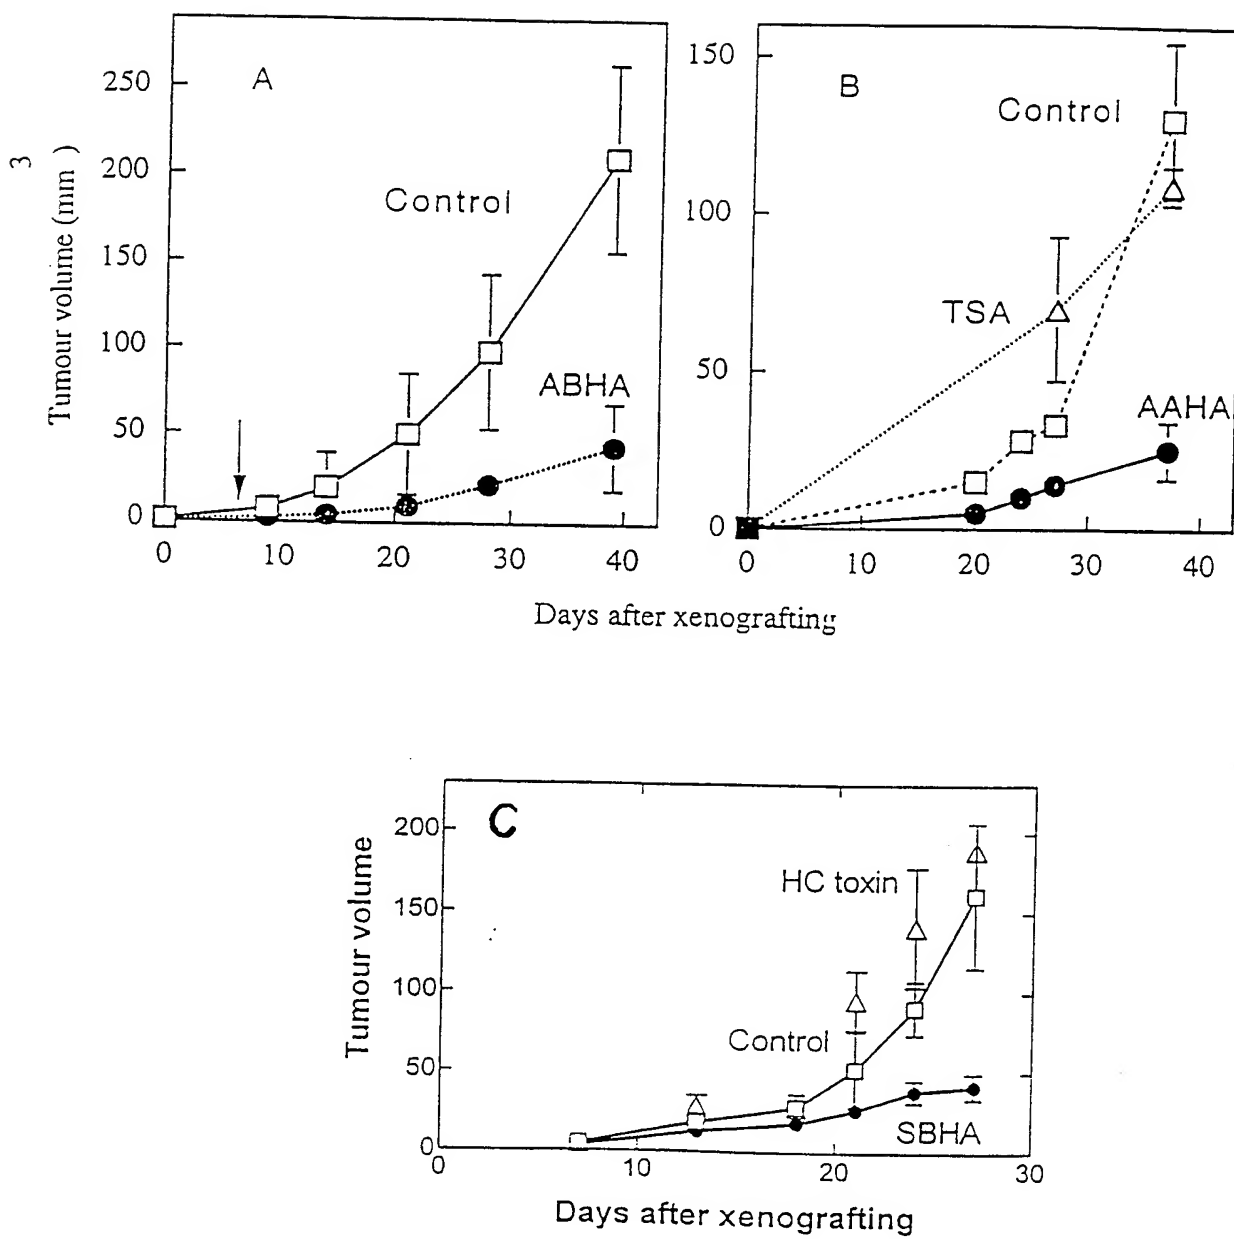 A
250
200
150
100
50
0
Tumour volume (mm 3 )
Control
ABHA
0 10 20 30 40
B
150
100
50
0
Control
TSA
AAHA
0 10 20 30 40
Days after xenografting
C
200
150
100
50
0
Tumour volume
HC toxin
Control
SBHA
0 10 20 30
Days after xenografting